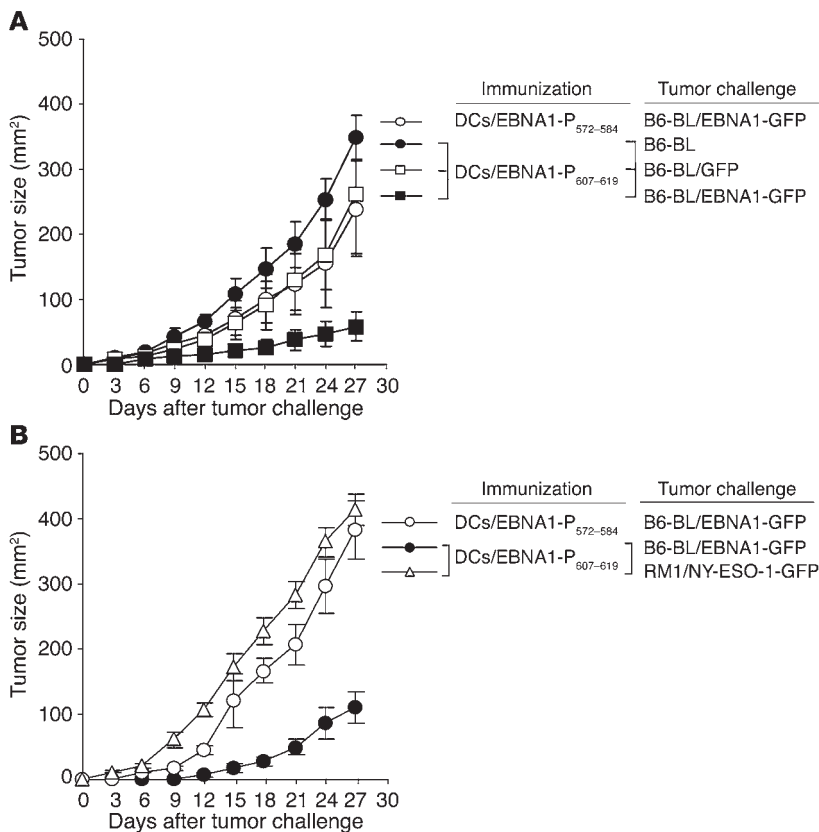 A
500
400
300
200
100
0
Tumor size (mm²)
0 3 6 9 12 15 18 21 24 27 30
Days after tumor challenge
Immunization Tumor challenge
DCs/EBNA1-P572–584 B6-BL/EBNA1-GFP
B6-BL
DCs/EBNA1-P607–619 B6-BL/GFP
B6-BL/EBNA1-GFP
B
500
400
300
200
100
0
Tumor size (mm²)
0 3 6 9 12 15 18 21 24 27 30
Days after tumor challenge
Immunization Tumor challenge
DCs/EBNA1-P572–584 B6-BL/EBNA1-GFP
DCs/EBNA1-P607–619 B6-BL/EBNA1-GFP
RM1/NY-ESO-1-GFP